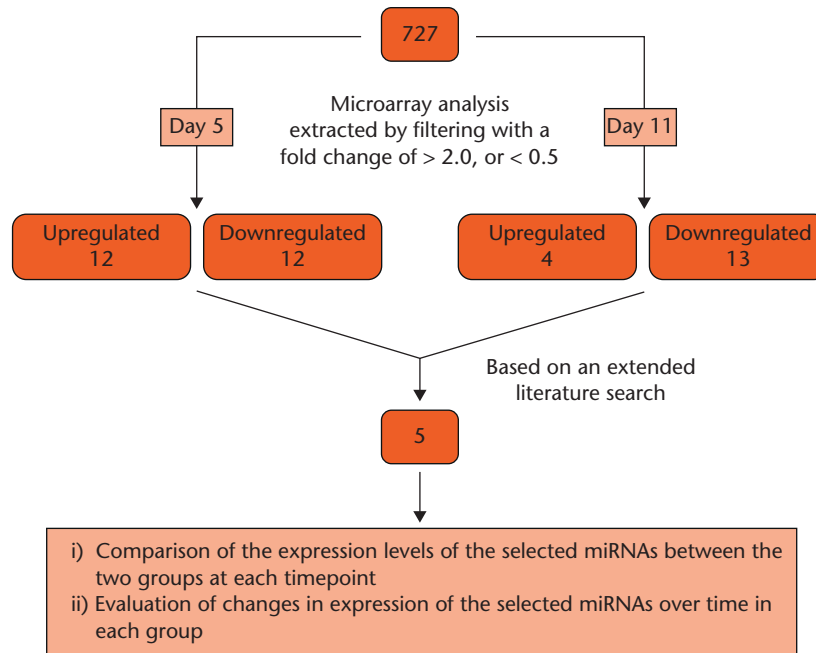 727
Microarray analysis
extracted by filtering with a
fold change of > 2.0, or < 0.5
Day 5
Day 11
Upregulated
12
Downregulated
12
Upregulated
4
Downregulated
13
Based on an extended
literature search
5
i) Comparison of the expression levels of the selected miRNAs between the
two groups at each timepoint
ii) Evaluation of changes in expression of the selected miRNAs over time in
each group